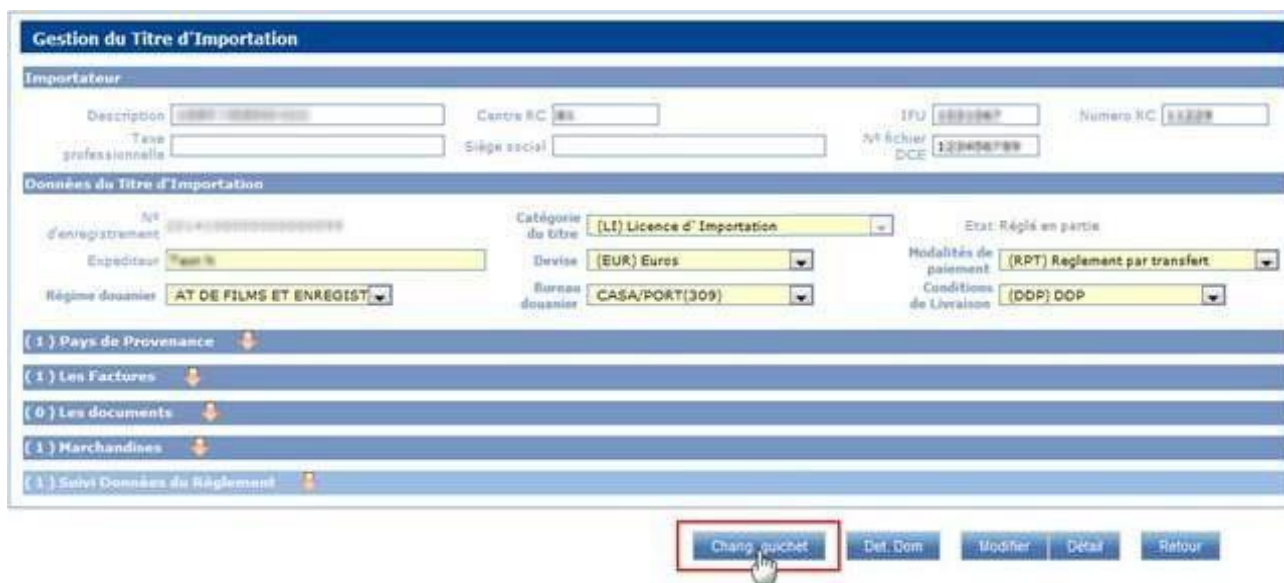 Gestion du Titre d'Importation
Importateur
Description Centre RC IFU Numero RC
Taxe professionnelle Siège social N° fichier DCE 123456789
Données du Titre d'Importation
N° d'enregistrement Catégorie du titre (LI) Licence d' Importation Etat Réglé en partie
Expediteur Devise (EUR) Euros Modalités de paiement (RPT) Reglement par transfert
Régime douanier AT DE FILMS ET ENREGIST Bureau douanier CASA/PORT(309) Conditions de Livraison (DDP) DDP
( 1 ) Pays de Provenance
( 1 ) Les Factures
( 0 ) Les documents
( 1 ) Marchandises
( 1 ) Suivi Données du Réglement
Chang. guichet Det. Dom Modifier Détail Retour